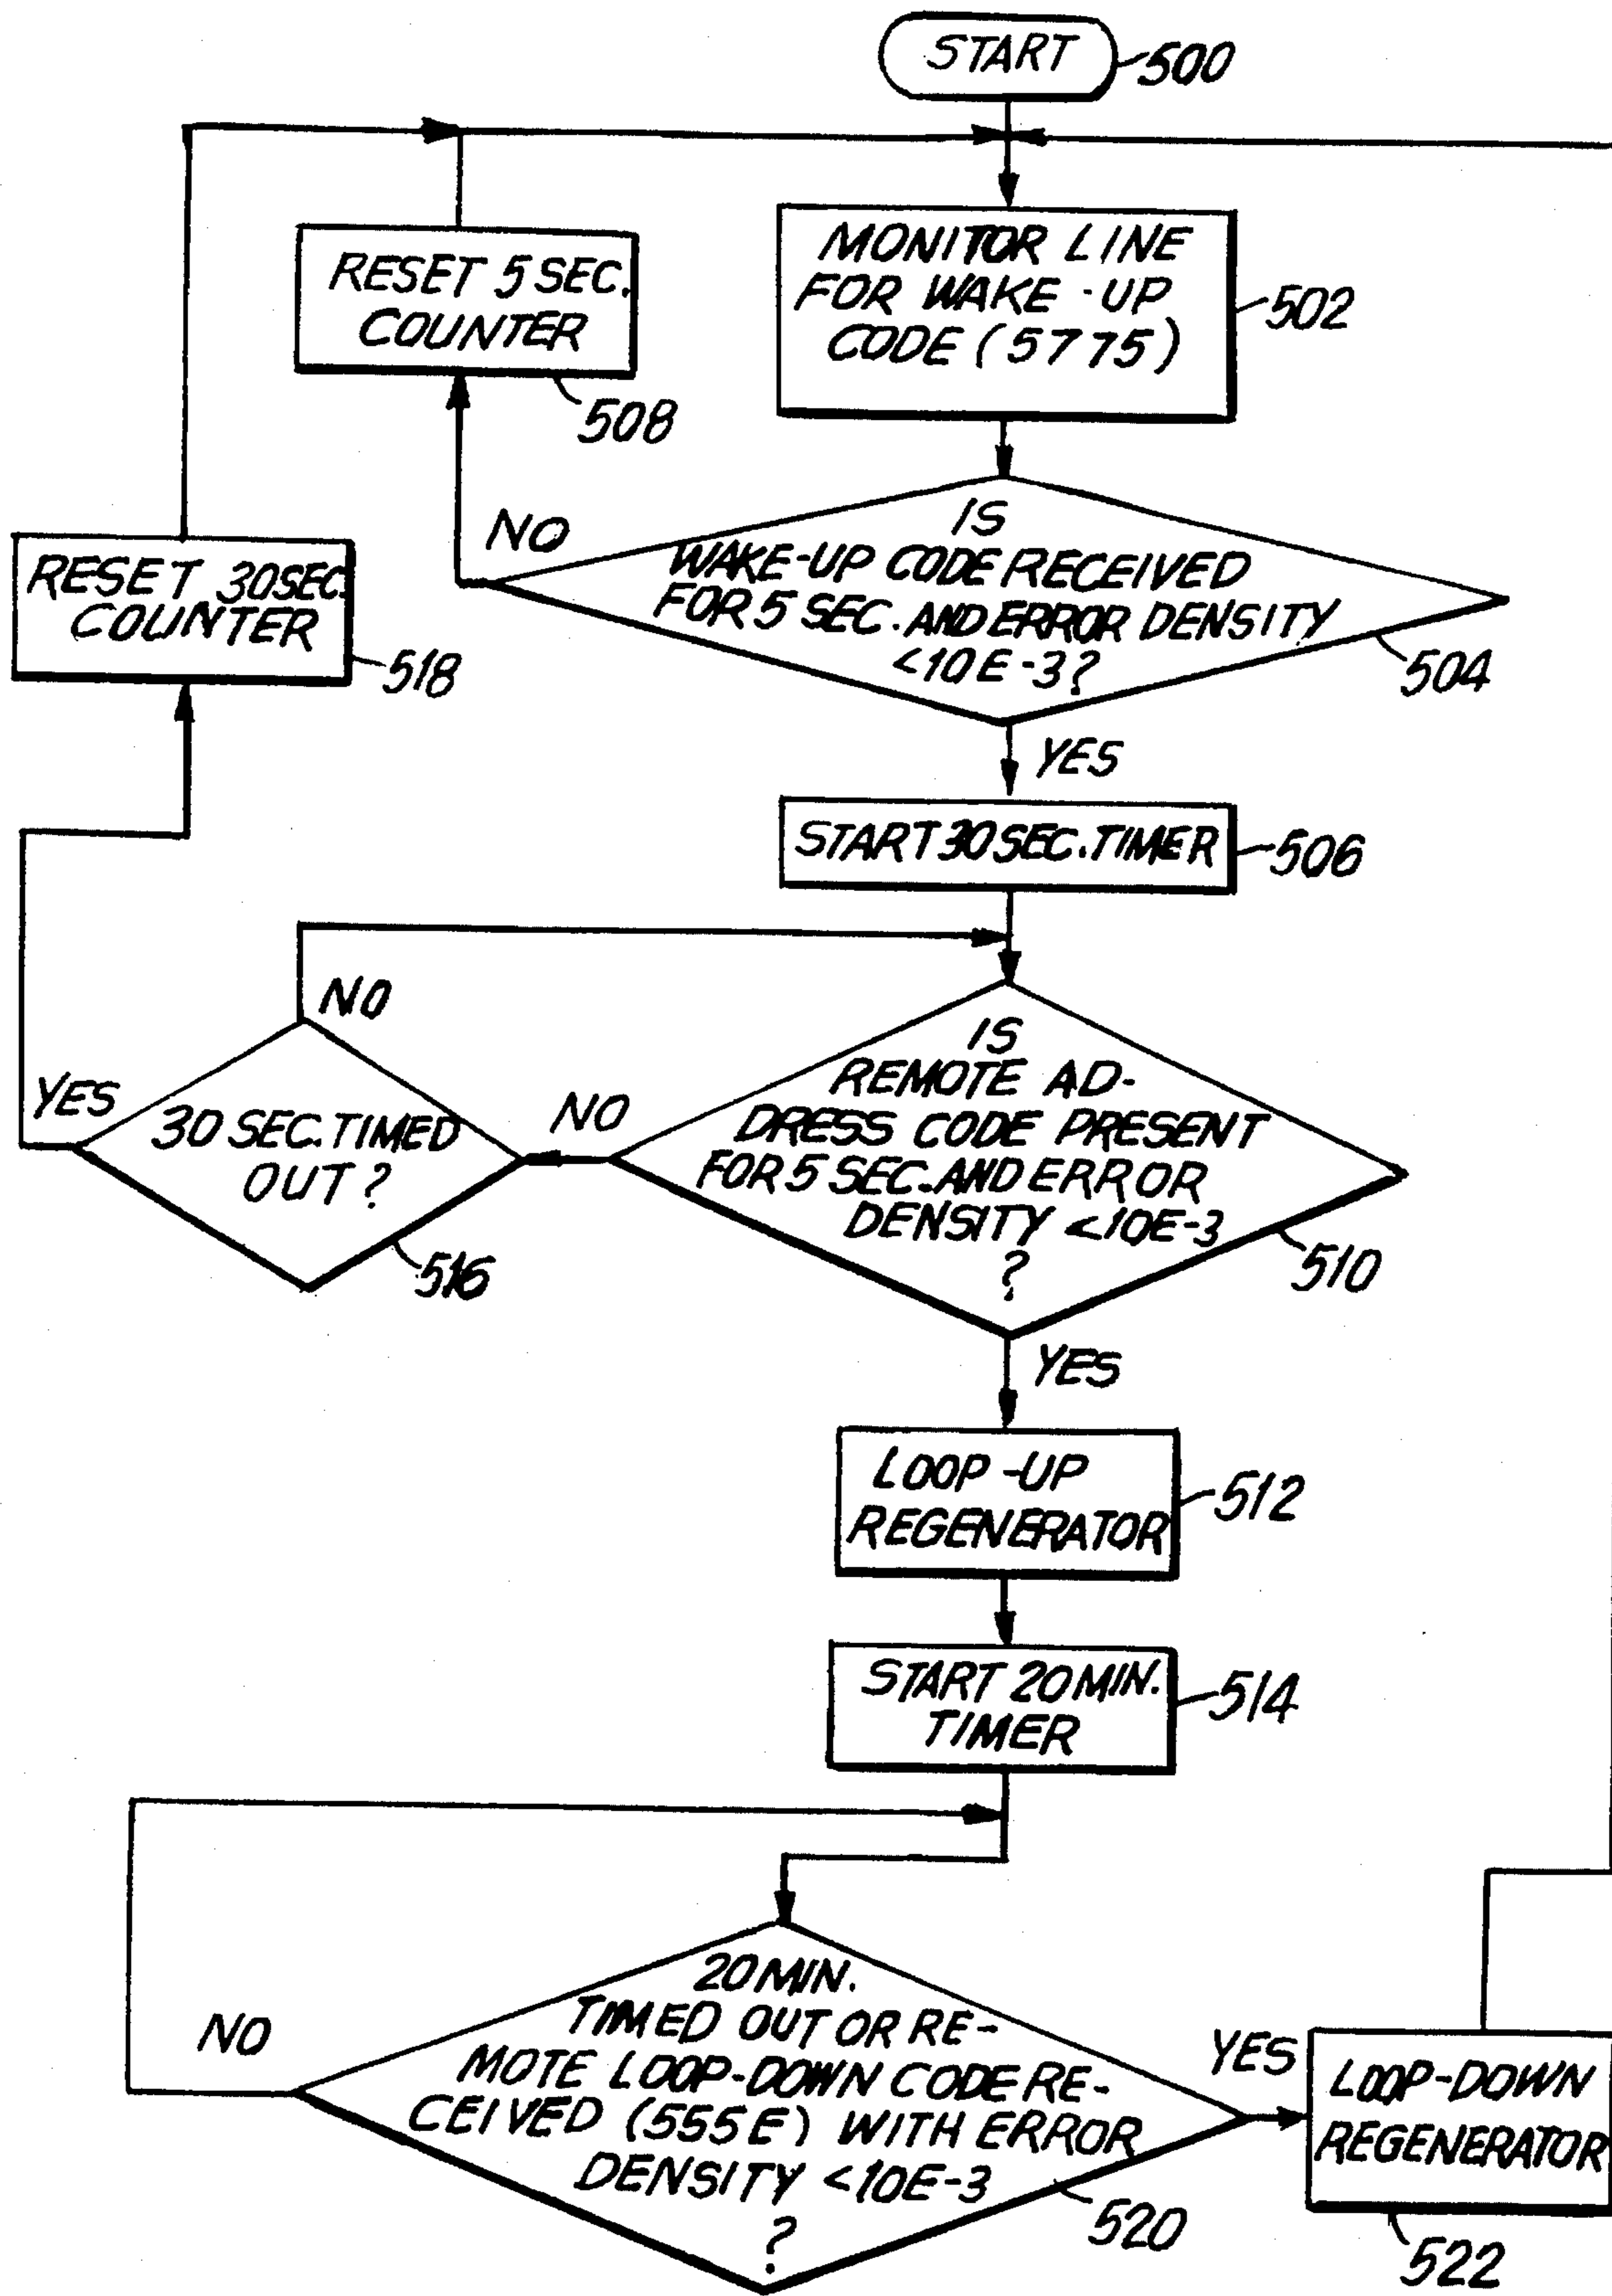 START
500
MONITOR LINE
FOR WAKE-UP
CODE (5775)
502
RESET 5 SEC.
COUNTER
508
IS
WAKE-UP CODE RECEIVED
FOR 5 SEC. AND ERROR DENSITY
<10E-3?
504
NO
YES
RESET 30SEC.
COUNTER
518
START 30 SEC. TIMER
506
IS
REMOTE AD-
DRESS CODE PRESENT
FOR 5 SEC. AND ERROR
DENSITY <10E-3
?
510
NO
YES
30 SEC. TIMED
OUT?
516
NO
YES
LOOP-UP
REGENERATOR
512
START 20 MIN.
TIMER
514
20 MIN.
TIMED OUT OR RE-
MOTE LOOP-DOWN CODE RE-
CEIVED (555E) WITH ERROR
DENSITY <10E-3
?
520
NO
YES
LOOP-DOWN
REGENERATOR
522